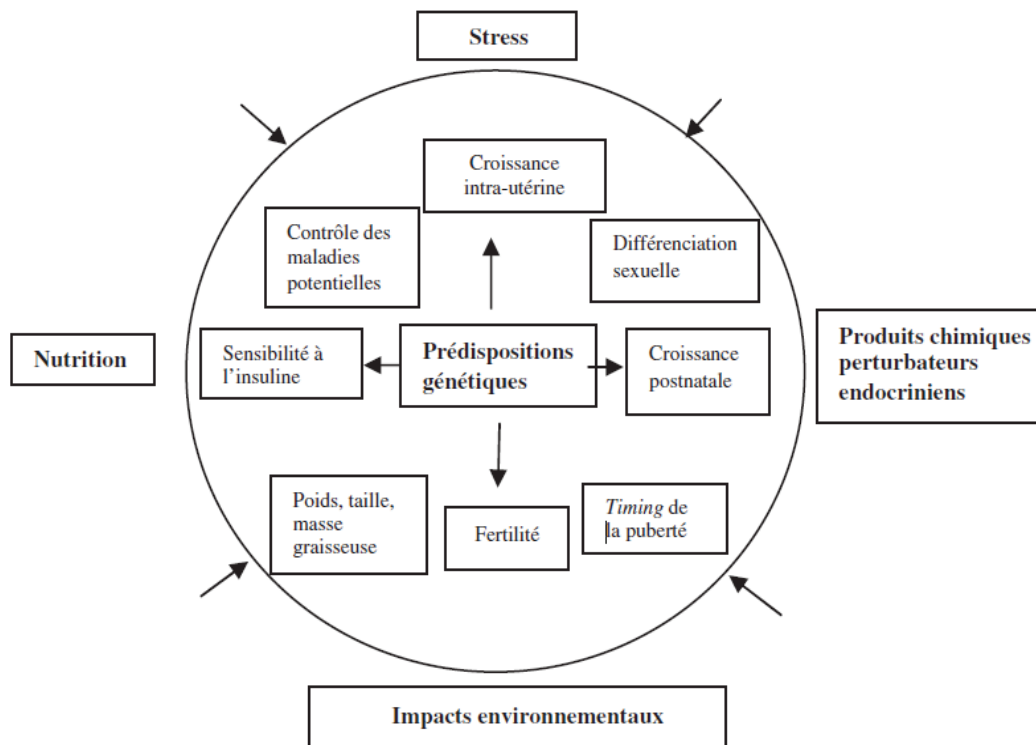 Stress
Croissance
intra-utérine
Contrôle des
maladies
potentielles
Différenciation
sexuelle
Nutrition
Sensibilité à
l'insuline
Prédispositions
génétiques
Croissance
postnatale
Produits chimiques
perturbateurs
endocriniens
Poids, taille,
masse
graisseuse
Fertilité
Timing de
la puberté
Impacts environnementaux